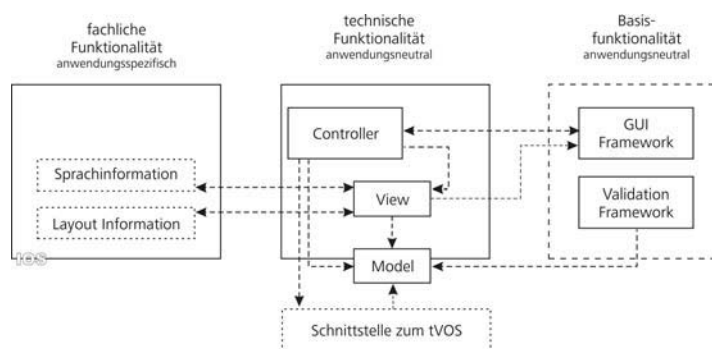 fachliche
Funktionalität
anwendungsspezifisch
technische
Funktionalität
anwendungsneutral
Basis-
funktionalität
anwendungsneutral
Controller
GUI
Framework
Sprachinformation
View
Validation
Framework
Layout Information
IOS
Model
Schnittstelle zum tVOS